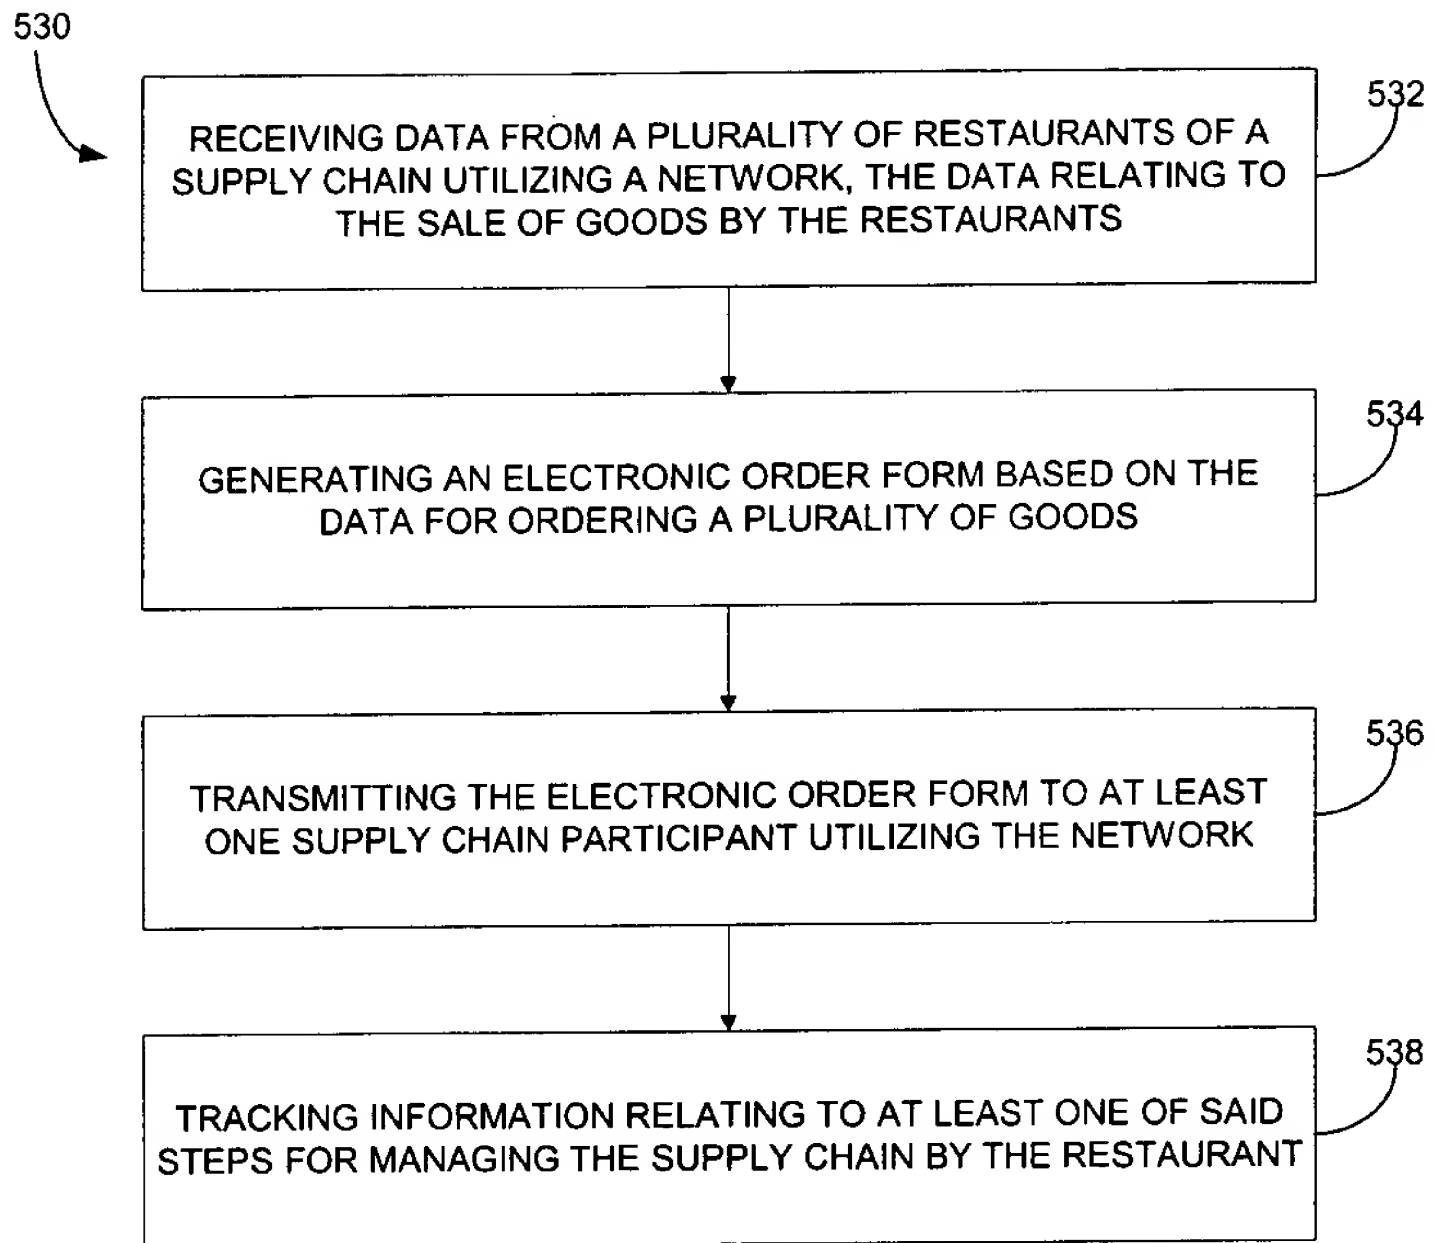 530
532
RECEIVING DATA FROM A PLURALITY OF RESTAURANTS OF A
SUPPLY CHAIN UTILIZING A NETWORK, THE DATA RELATING TO
THE SALE OF GOODS BY THE RESTAURANTS
534
GENERATING AN ELECTRONIC ORDER FORM BASED ON THE
DATA FOR ORDERING A PLURALITY OF GOODS
536
TRANSMITTING THE ELECTRONIC ORDER FORM TO AT LEAST
ONE SUPPLY CHAIN PARTICIPANT UTILIZING THE NETWORK
538
TRACKING INFORMATION RELATING TO AT LEAST ONE OF SAID
STEPS FOR MANAGING THE SUPPLY CHAIN BY THE RESTAURANT